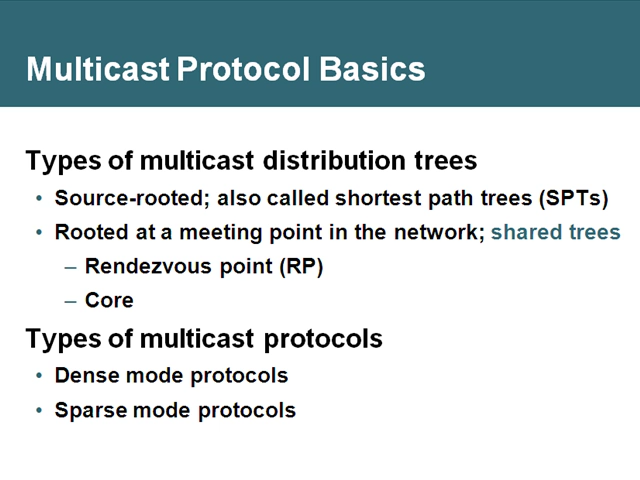 Multicast Protocol Basics
Types of multicast distribution trees
• Source-rooted; also called shortest path trees (SPTs)
• Rooted at a meeting point in the network; shared trees
– Rendezvous point (RP)
– Core
Types of multicast protocols
• Dense mode protocols
• Sparse mode protocols